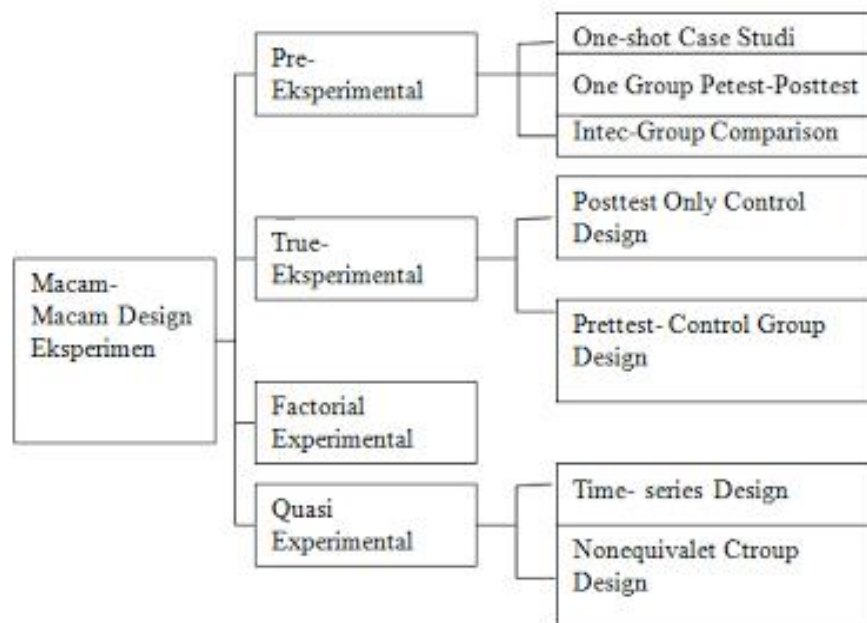 Macam-
Macam Design
Eksperimen
Pre-
Eksperimental
One-shot Case Studi
One Group Petest-Posttest
Intec-Group Comparison
True-
Eksperimental
Posttest Only Control
Design
Prettest- Control Group
Design
Factorial
Experimental
Quasi
Experimental
Time- series Design
Nonequivalet Ctroup
Design